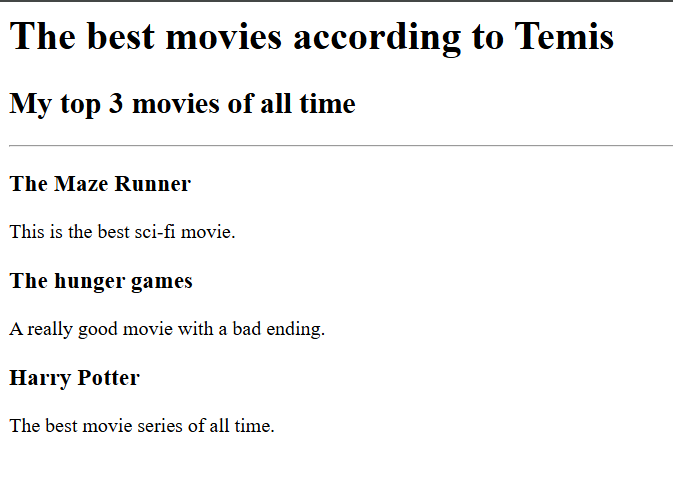 The best movies according to Temis
My top 3 movies of all time
The Maze Runner
This is the best sci-fi movie.
The hunger games
A really good movie with a bad ending.
Harry Potter
The best movie series of all time.